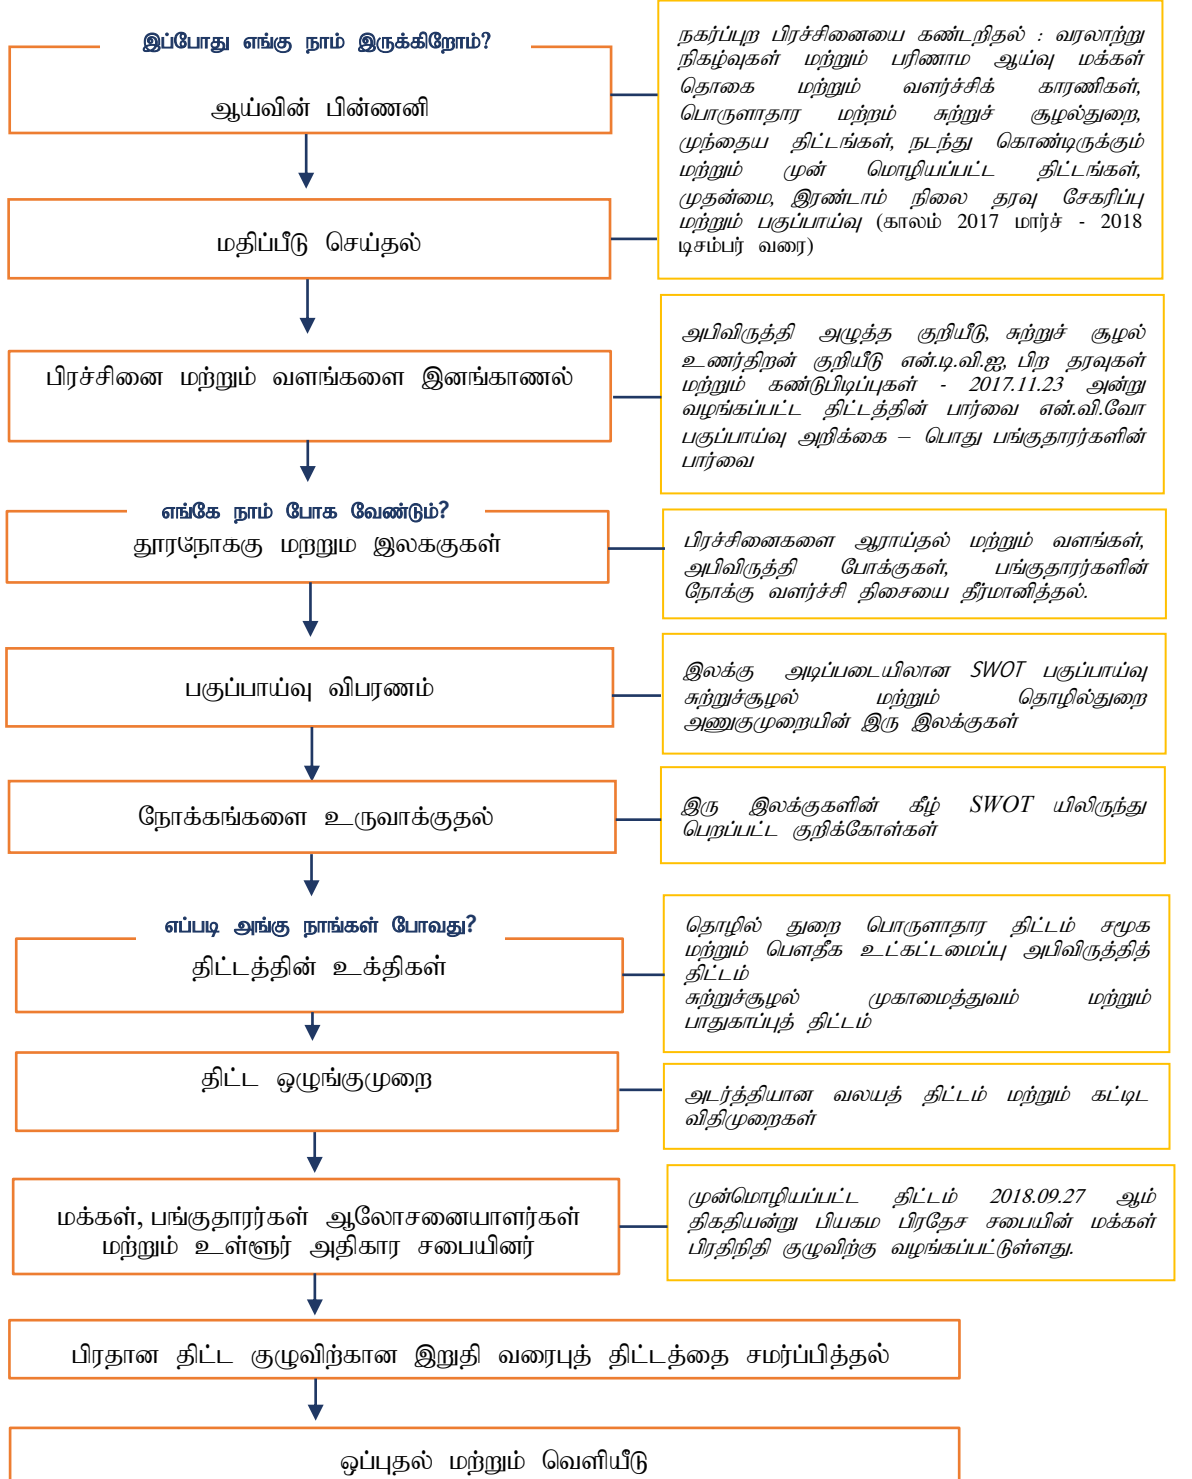 இப்போது எங்கு நாம் இருக்கிறோம்?
ஆய்வின் பின்ணனி
நகர்ப்புற பிரச்சினையை கண்டறிதல் : வரலாற்று
நிகழ்வுகள் மற்றும் பரிணாம ஆய்வு மக்கள்
தொகை மற்றும் வளர்ச்சிக் காரணிகள்,
பொருளாதார மற்றம் சுற்றுச் சூழல்துறை,
முந்தைய திட்டங்கள், நடந்து கொண்டிருக்கும்
மற்றும் முன் மொழியப்பட்ட திட்டங்கள்,
முதன்மை, இரண்டாம் நிலை தரவு சேகரிப்பு
மற்றும் பகுப்பாய்வு (காலம் 2017 மார்ச் - 2018
டிசம்பர் வரை)
மதிப்பீடு செய்தல்
பிரச்சினை மற்றும் வளங்களை இனங்காணல்
அபிவிருத்தி அழுத்த குறியீடு, சுற்றுச் சூழல்
உணர்திறன் குறியீடு என்.டி.வி.ஐ, பிற தரவுகள்
மற்றும் கண்டுபிடிப்புகள் - 2017.11.23 அன்று
வழங்கப்பட்ட திட்டத்தின் பார்வை என்.வி.வோ
பகுப்பாய்வு அறிக்கை – பொது பங்குதாரர்களின்
பார்வை
எங்கே நாம் போக வேண்டும்?
தூரநோக்கு மற்றும் இலக்குகள்
பிரச்சினைகளை ஆராய்தல் மற்றும் வளங்கள்,
அபிவிருத்தி போக்குகள், பங்குதாரர்களின்
நோக்கு வளர்ச்சி திசையை தீர்மானித்தல்.
பகுப்பாய்வு விபரணம்
இலக்கு அடிப்படையிலான SWOT பகுப்பாய்வு
சுற்றுச்சூழல் மற்றும் தொழில்துறை
அணுகுமுறையின் இரு இலக்குகள்
நோக்கங்களை உருவாக்குதல்
இரு இலக்குகளின் கீழ் SWOT யிலிருந்து
பெறப்பட்ட குறிக்கோள்கள்
எப்படி அங்கு நாங்கள் போவது?
திட்டத்தின் உக்திகள்
தொழில் துறை பொருளாதார திட்டம் சமூக
மற்றும் பௌதீக உட்கட்டமைப்பு அபிவிருத்தித்
திட்டம்
சுற்றுச்சூழல் முகாமைத்துவம் மற்றும்
பாதுகாப்புத் திட்டம்
திட்ட ஒழுங்குமுறை
அடர்த்தியான வலயத் திட்டம் மற்றும் கட்டிட
விதிமுறைகள்
மக்கள், பங்குதாரர்கள் ஆலோசனையாளர்கள்
மற்றும் உள்ளூர் அதிகார சபையினர்
முன்மொழியப்பட்ட திட்டம் 2018.09.27 ஆம்
திகதியன்று பியகம பிரதேச சபையின் மக்கள்
பிரதிநிதி குழுவிற்கு வழங்கப்பட்டுள்ளது.
பிரதான திட்ட குழுவிற்கான இறுதி வரைபுத் திட்டத்தை சமர்ப்பித்தல்
ஒப்புதல் மற்றும் வெளியீடு